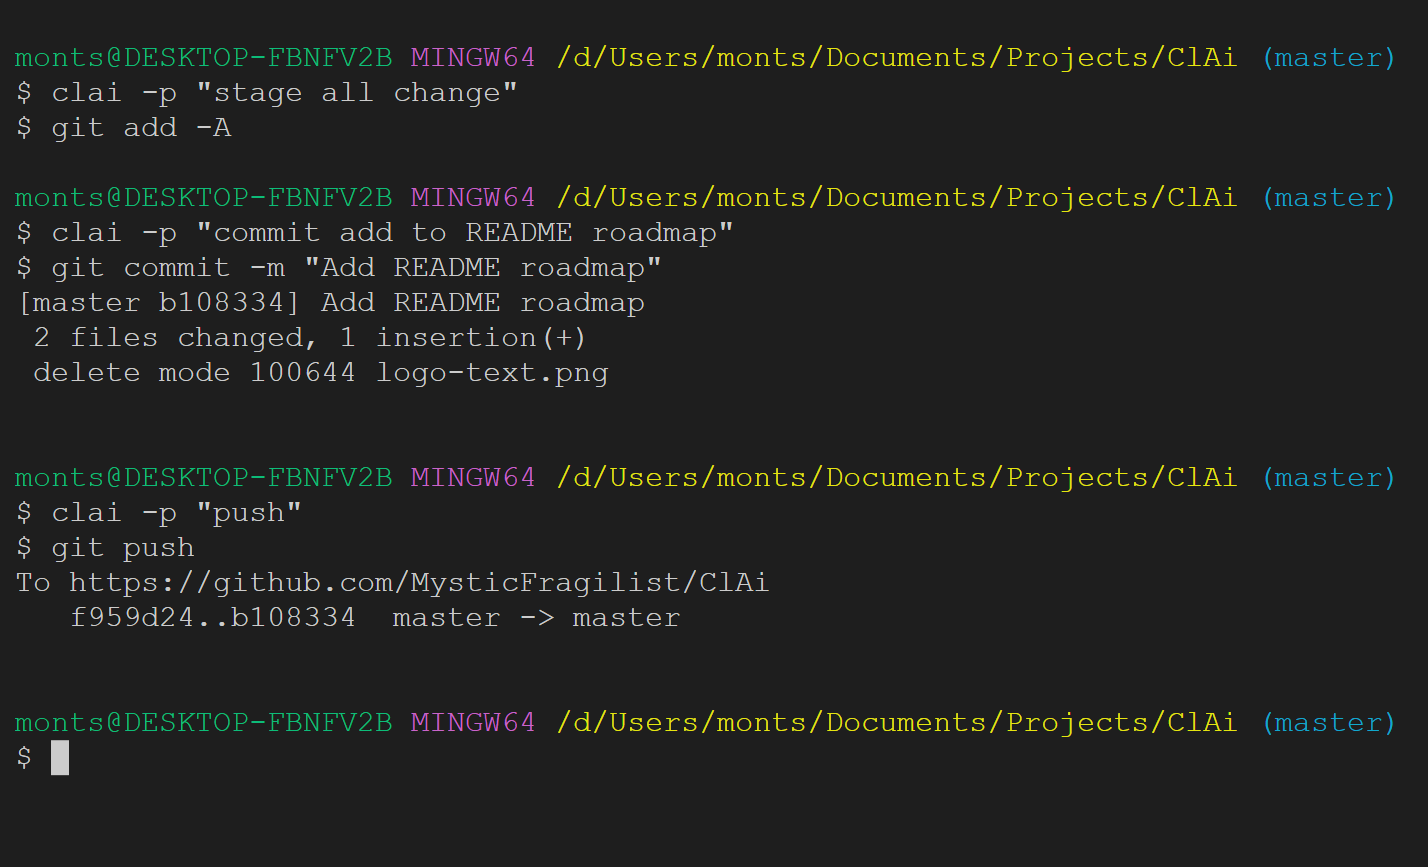 monts@DESKTOP-FBNFV2B MINGW64 /d/Users/monts/Documents/Projects/ClAi (master)
$ clai -p "stage all change"
$ git add -A
monts@DESKTOP-FBNFV2B MINGW64 /d/Users/monts/Documents/Projects/ClAi (master)
$ clai -p "commit add to README roadmap"
$ git commit -m "Add README roadmap"
[master b108334] Add README roadmap
2 files changed, 1 insertion(+)
delete mode 100644 logo-text.png
monts@DESKTOP-FBNFV2B MINGW64 /d/Users/monts/Documents/Projects/ClAi (master)
$ clai -p "push"
$ git push
To https://github.com/MysticFragilist/ClAi
f959d24..b108334 master -> master
monts@DESKTOP-FBNFV2B MINGW64 /d/Users/monts/Documents/Projects/ClAi (master)
$